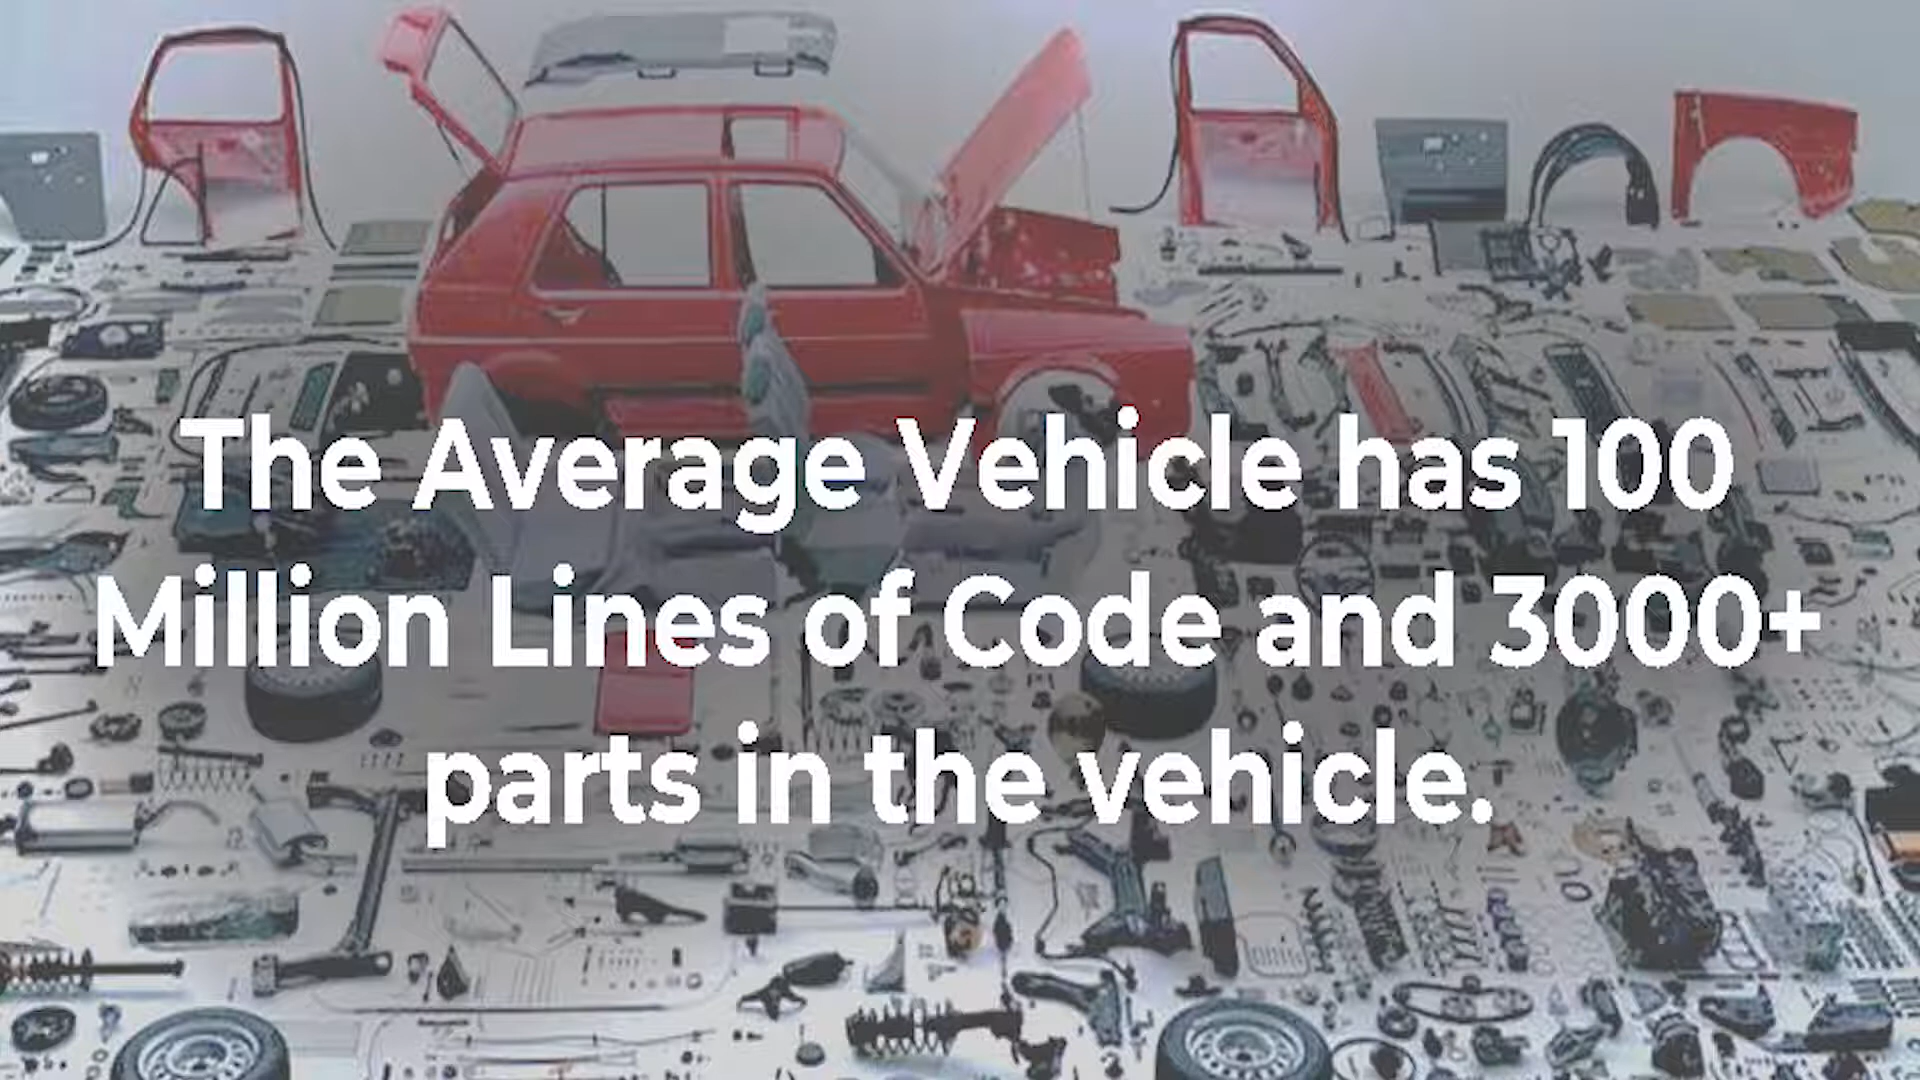 The Average Vehicle has 100
Million Lines of Code and 3000+
parts in the vehicle.